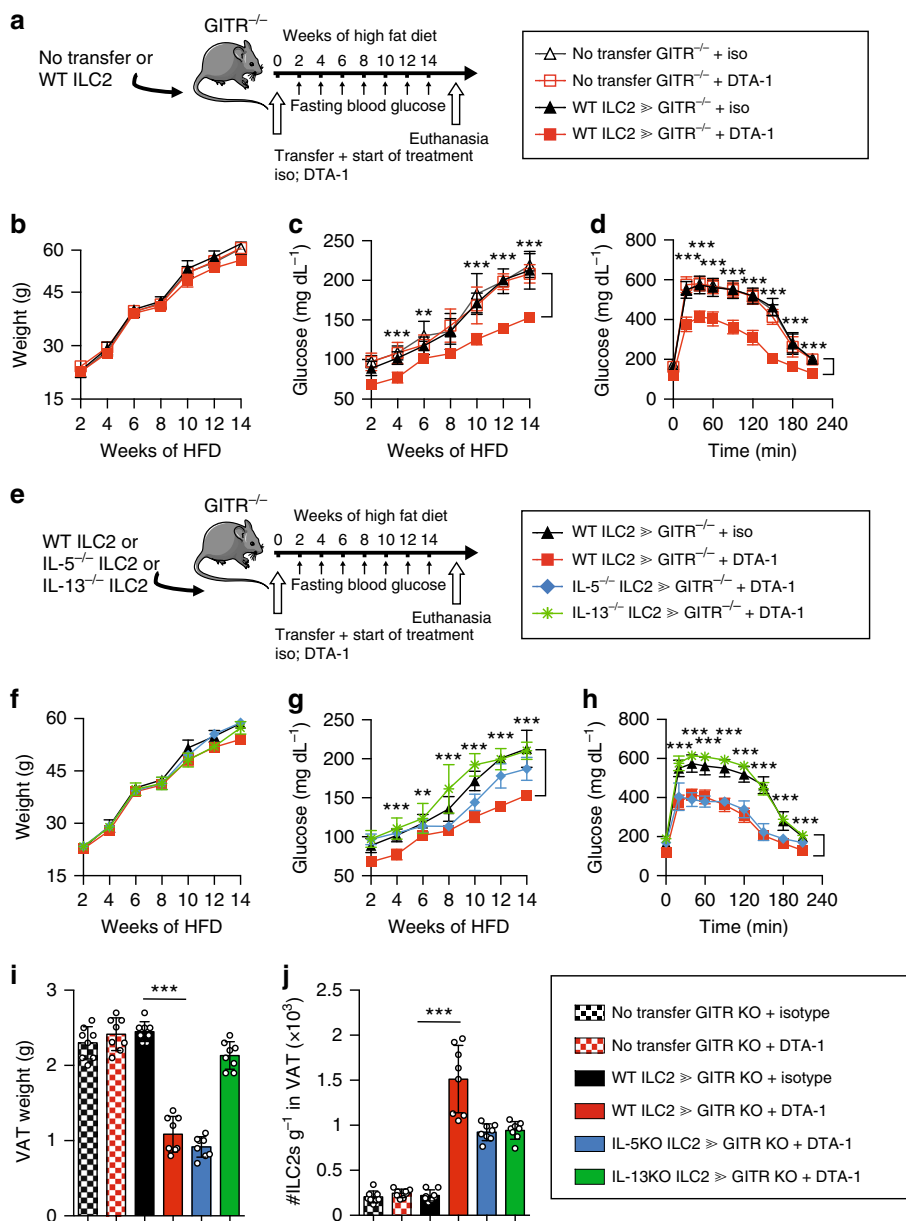 a
GITR−/−
No transfer or
WT ILC2
Weeks of high fat diet
0 2 4 6 8 10 12 14
Fasting blood glucose
Euthanasia
Transfer + start of treatment
iso; DTA-1
No transfer GITR−/− + iso
No transfer GITR−/− + DTA-1
WT ILC2 ⪢ GITR−/− + iso
WT ILC2 ⪢ GITR−/− + DTA-1
b
Weight (g)
60
45
30
15
2 4 6 8 10 12 14
Weeks of HFD
c
Glucose (mg dL−1)
250
200
150
100
50
*** ** *** *** ***
2 4 6 8 10 12 14
Weeks of HFD
d
Glucose (mg dL−1)
800
600
400
200
0
*** *** *** *** *** *** *** ***
0 60 120 180 240
Time (min)
e
GITR−/−
WT ILC2 or
IL-5−/− ILC2 or
IL-13−/− ILC2
Weeks of high fat diet
0 2 4 6 8 10 12 14
Fasting blood glucose
Euthanasia
Transfer + start of treatment
iso; DTA-1
WT ILC2 ⪢ GITR−/− + iso
WT ILC2 ⪢ GITR−/− + DTA-1
IL-5−/− ILC2 ⪢ GITR−/− + DTA-1
IL-13−/− ILC2 ⪢ GITR−/− + DTA-1
f
Weight (g)
60
45
30
15
2 4 6 8 10 12 14
Weeks of HFD
g
Glucose (mg dL−1)
250
200
150
100
50
*** ** *** *** *** ***
2 4 6 8 10 12 14
Weeks of HFD
h
Glucose (mg dL−1)
800
600
400
200
0
*** *** *** *** *** *** *** ***
0 60 120 180 240
Time (min)
i
VAT weight (g)
3
2
1
0
***
j
#ILC2s g−1 in VAT (×10^3)
2.5
2
1.5
1
0.5
0
***
No transfer GITR KO + isotype
No transfer GITR KO + DTA-1
WT ILC2 ⪢ GITR KO + isotype
WT ILC2 ⪢ GITR KO + DTA-1
IL-5KO ILC2 ⪢ GITR KO + DTA-1
IL-13KO ILC2 ⪢ GITR KO + DTA-1